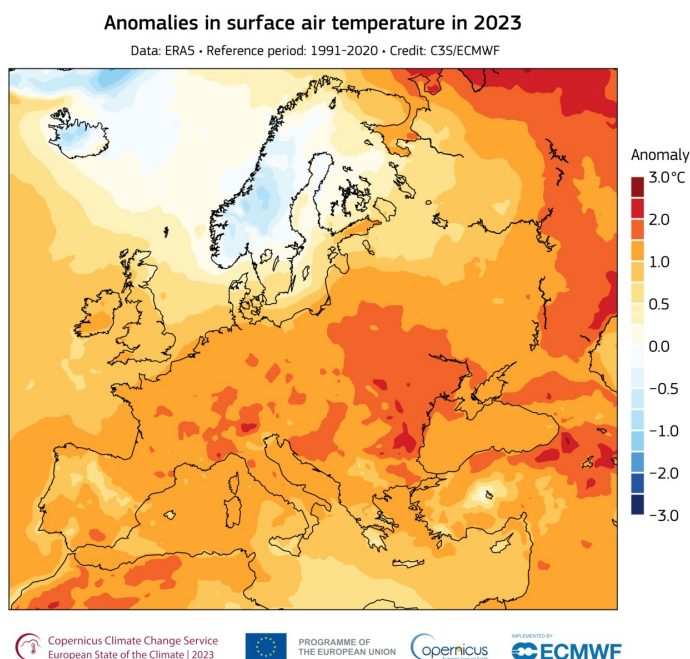 Anomalies in surface air temperature in 2023
Data: ERA5 • Reference period: 1991-2020 • Credit: C3S/ECMWF
Anomaly
3.0°C
2.0
1.0
0.5
0.0
−0.5
−1.0
−2.0
−3.0
Copernicus Climate Change Service
European State of the Climate | 2023
PROGRAMME OF
THE EUROPEAN UNION
opernicus
IMPLEMENTED BY
ECMWF